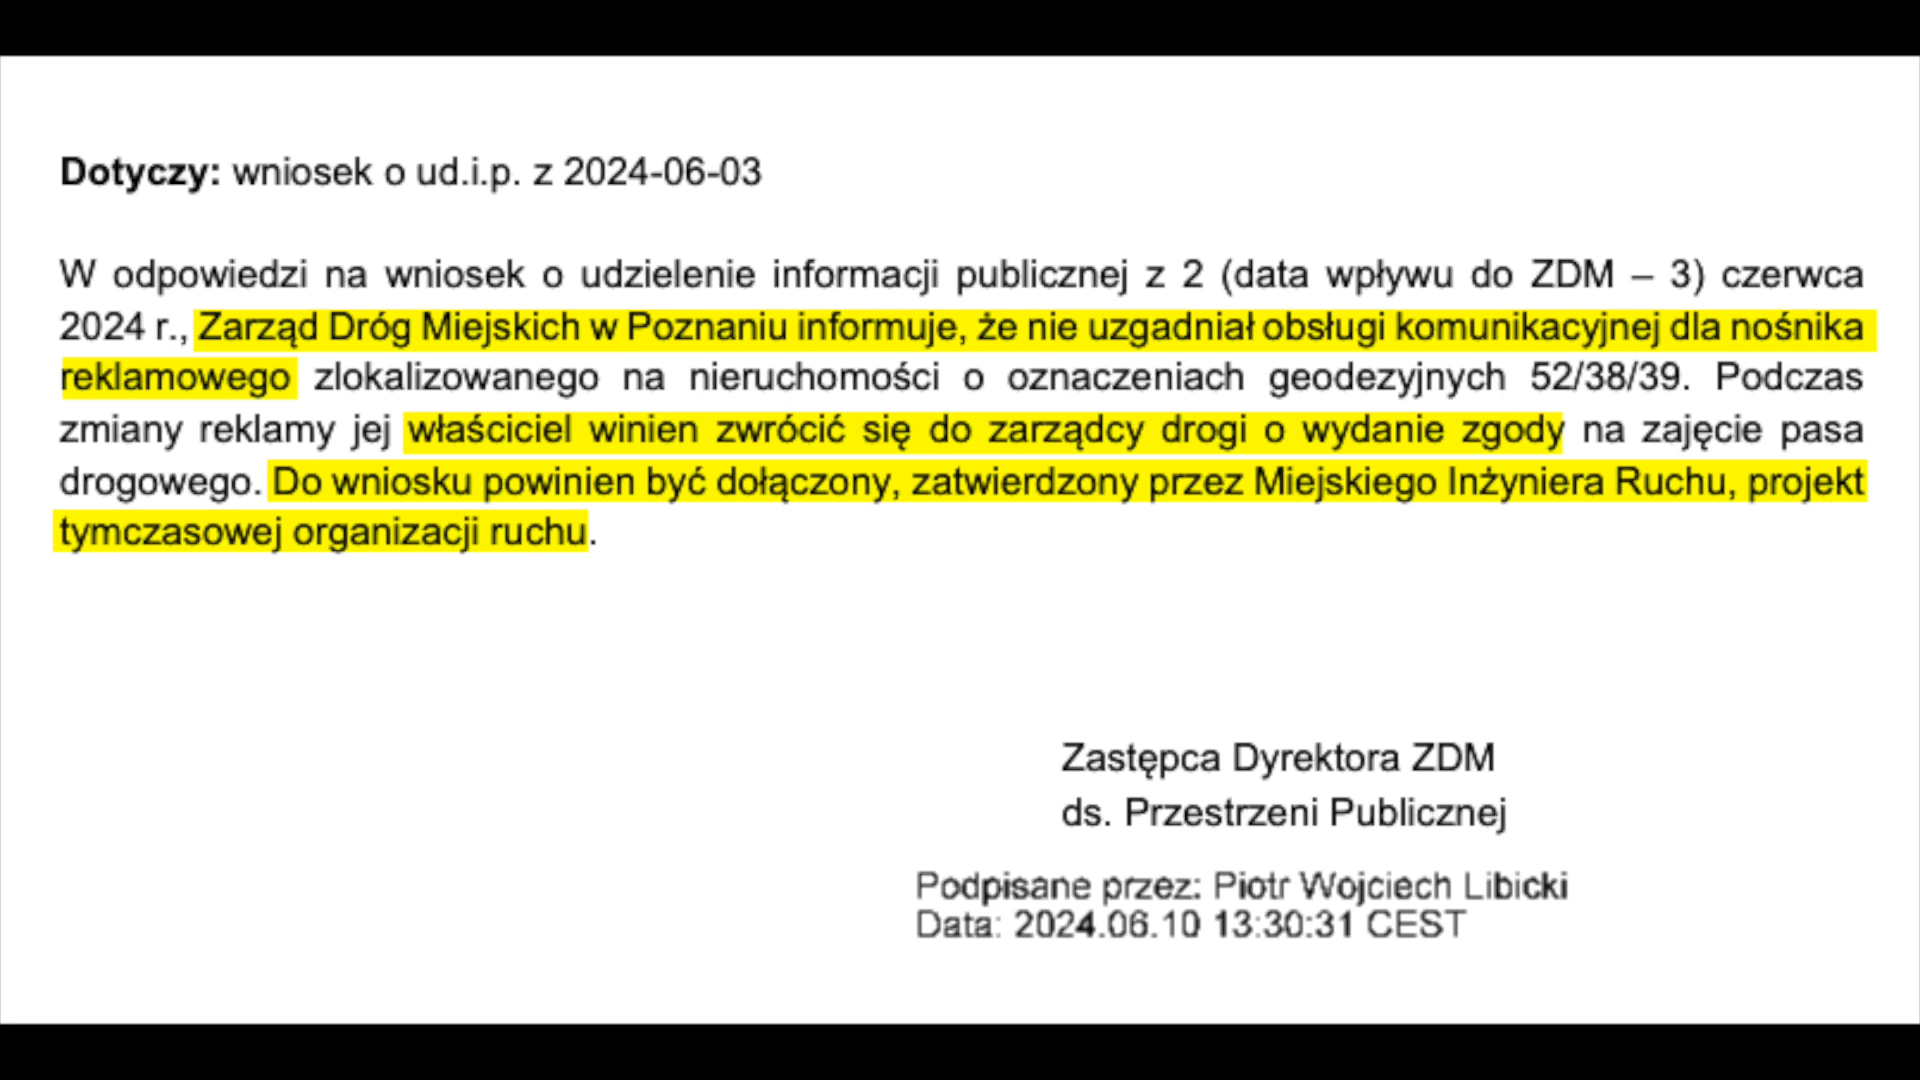 Dotyczy: wniosek o ud.i.p. z 2024-06-03
W odpowiedzi na wniosek o udzielenie informacji publicznej z 2 (data wpływu do ZDM – 3) czerwca
2024 r., Zarząd Dróg Miejskich w Poznaniu informuje, że nie uzgadniał obsługi komunikacyjnej dla nośnika
reklamowego zlokalizowanego na nieruchomości o oznaczeniach geodezyjnych 52/38/39. Podczas
zmiany reklamy jej właściciel winien zwrócić się do zarządcy drogi o wydanie zgody na zajęcie pasa
drogowego. Do wniosku powinien być dołączony, zatwierdzony przez Miejskiego Inżyniera Ruchu, projekt
tymczasowej organizacji ruchu.
Zastępca Dyrektora ZDM
ds. Przestrzeni Publicznej
Podpisane przez: Piotr Wojciech Libicki
Data: 2024.06.10 13:30:31 CEST